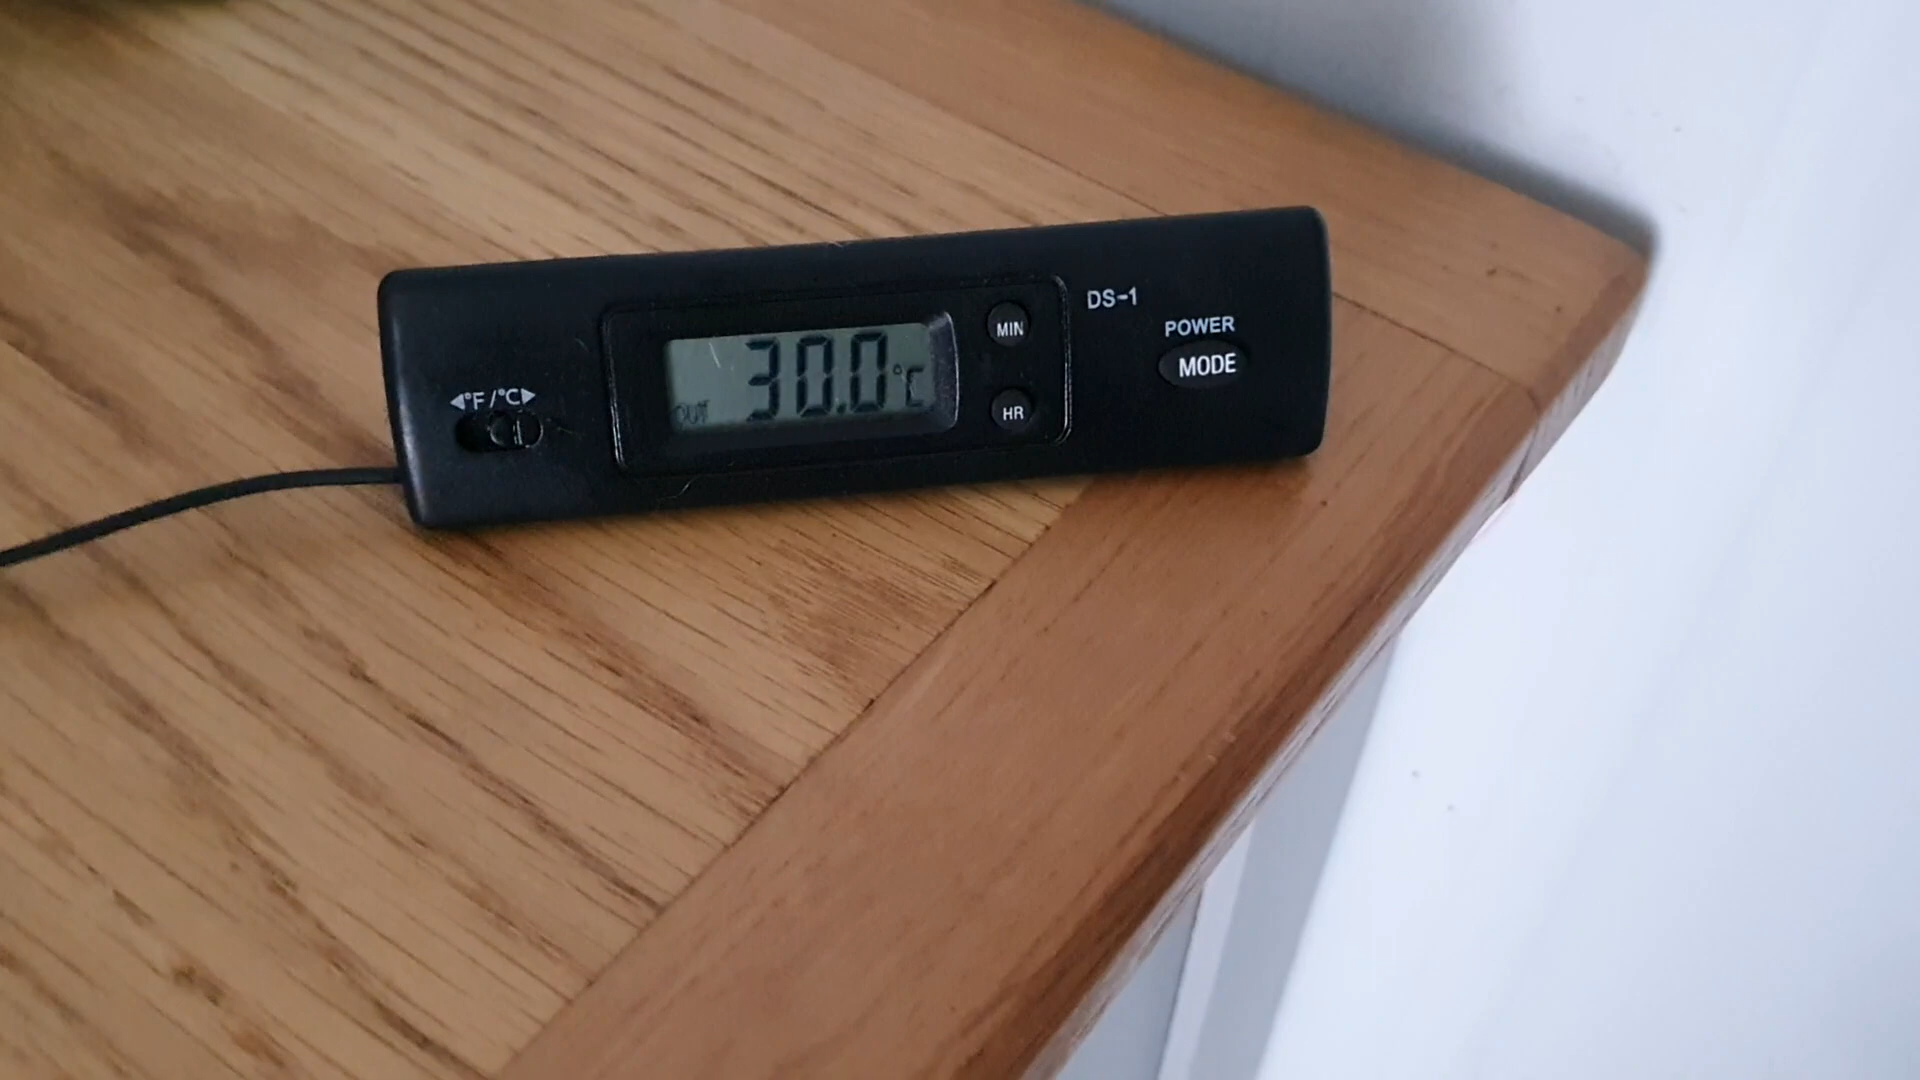 DS-1
POWER
MODE
MIN
HR
◀°F/°C▶
30.0°C
OUT